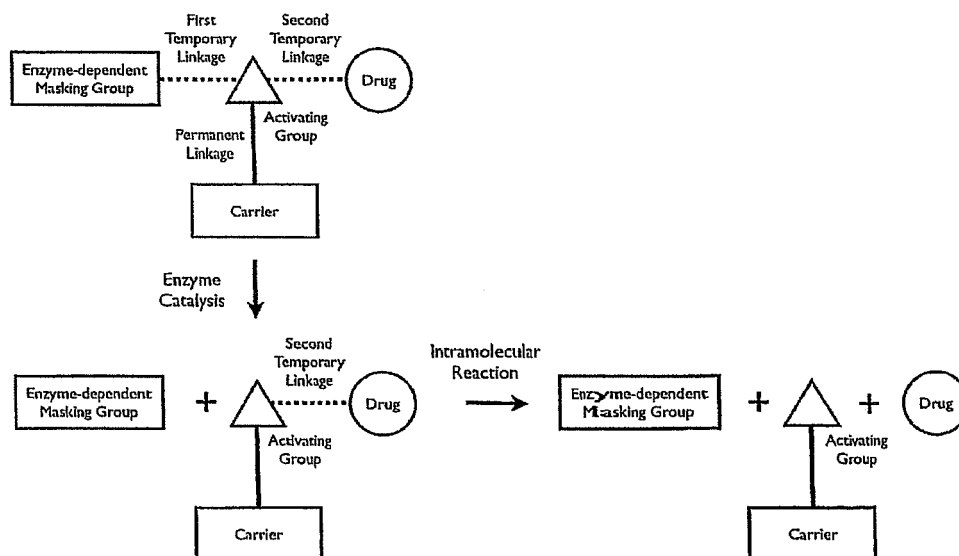 First
Temporary
Linkage
Second
Temporary
Linkage
Enzyme-dependent
Masking Group
Drug
Activating
Group
Permanent
Linkage
Carrier
Enzyme
Catalysis
Second
Temporary
Linkage
Intramolecular
Reaction
Enzyme-dependent
Masking Group
+
Drug
Activating
Group
Carrier
Enzyme-dependent
Masking Group
+
+
Drug
Activating
Group
Carrier